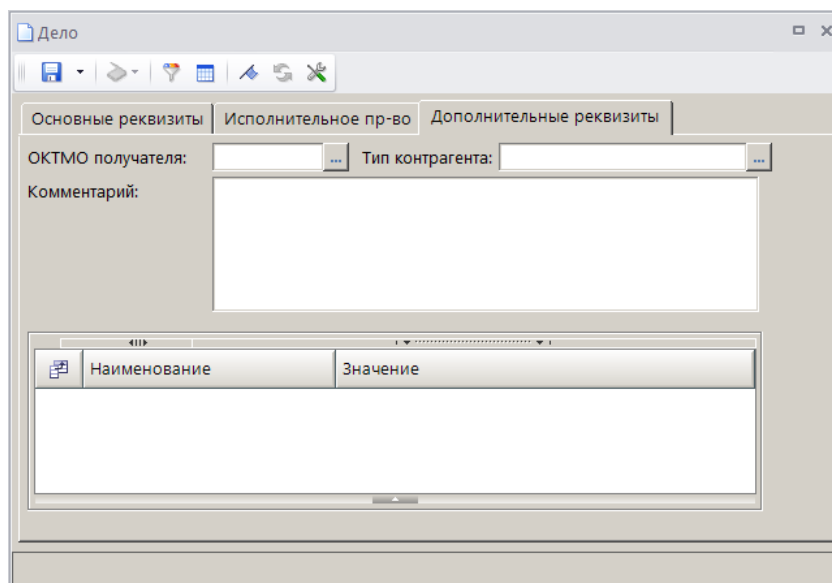 Дело
Основные реквизиты Исполнительное пр-во Дополнительные реквизиты
ОКТМО получателя: ... Тип контрагента: ...
Комментарий:
Наименование Значение